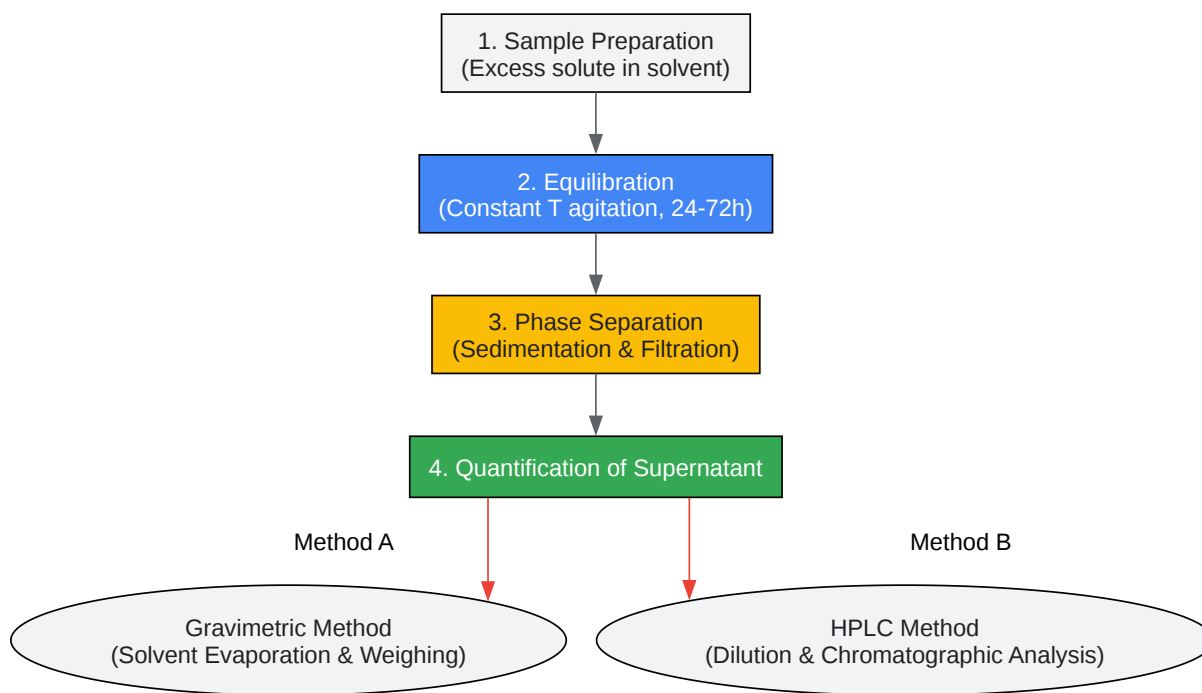 1. Sample Preparation
(Excess solute in solvent)
2. Equilibration
(Constant T agitation, 24-72h)
3. Phase Separation
(Sedimentation & Filtration)
4. Quantification of Supernatant
Method A
Method B
Gravimetric Method
(Solvent Evaporation & Weighing)
HPLC Method
(Dilution & Chromatographic Analysis)